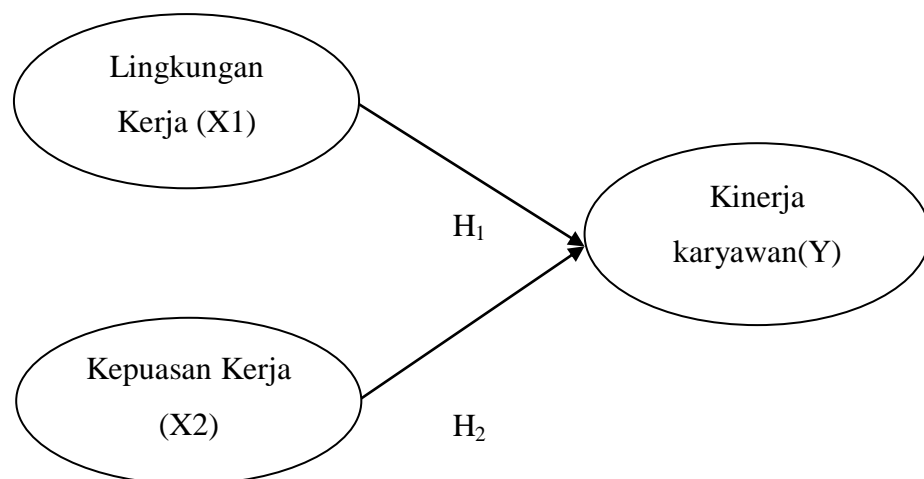 Lingkungan
Kerja (X1)
Kinerja
karyawan(Y)
H₁
Kepuasan Kerja
(X2)
H₂